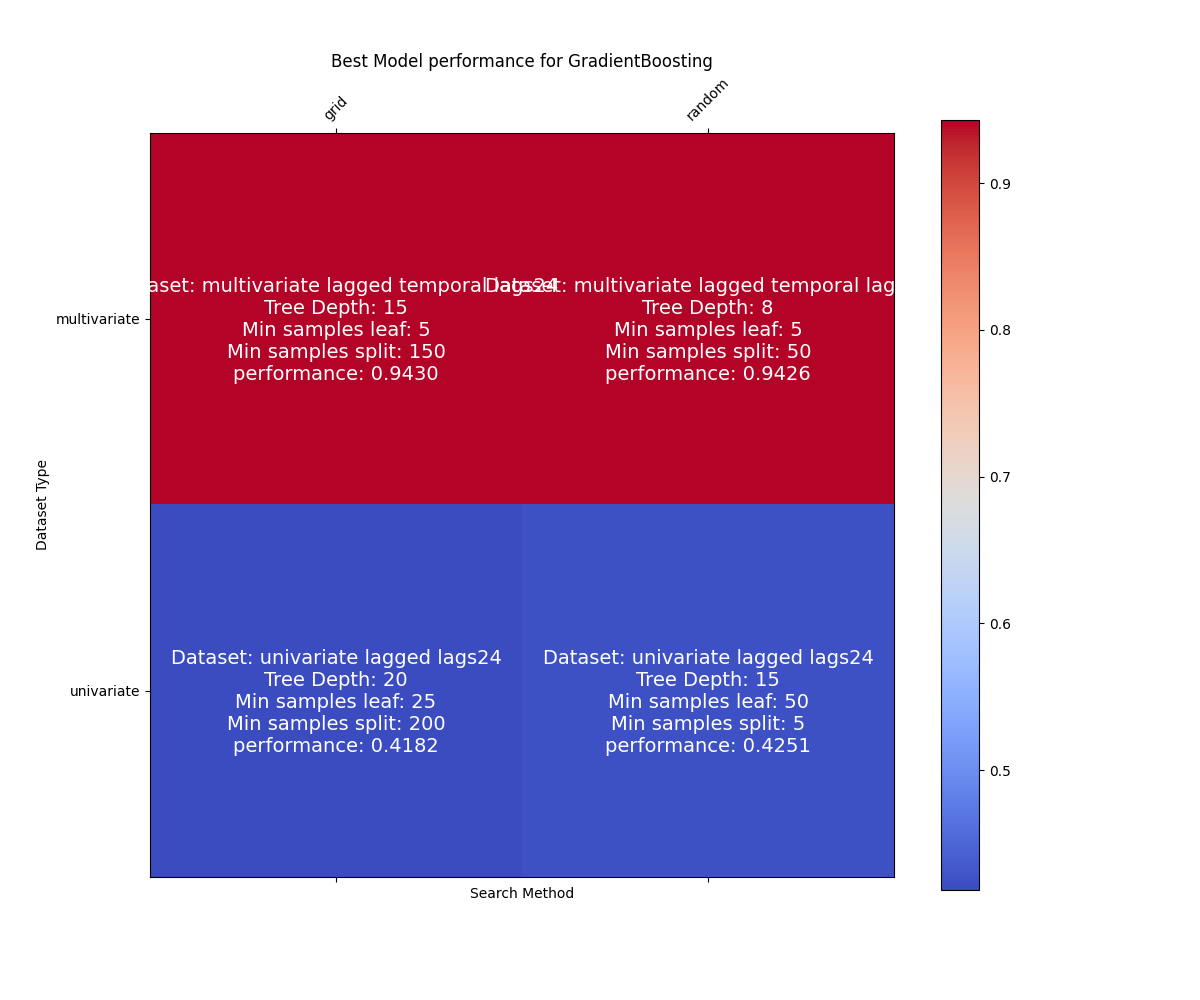 Best Model performance for GradientBoosting
grid
random
aset: multivariate lagged temporal lags24
Tree Depth: 15
Min samples leaf: 5
Min samples split: 150
performance: 0.9430
Dataset: multivariate lagged temporal lag
Tree Depth: 8
Min samples leaf: 5
Min samples split: 50
performance: 0.9426
multivariate
Dataset Type
univariate
Dataset: univariate lagged lags24
Tree Depth: 20
Min samples leaf: 25
Min samples split: 200
performance: 0.4182
Dataset: univariate lagged lags24
Tree Depth: 15
Min samples leaf: 50
Min samples split: 5
performance: 0.4251
Search Method
0.9
0.8
0.7
0.6
0.5